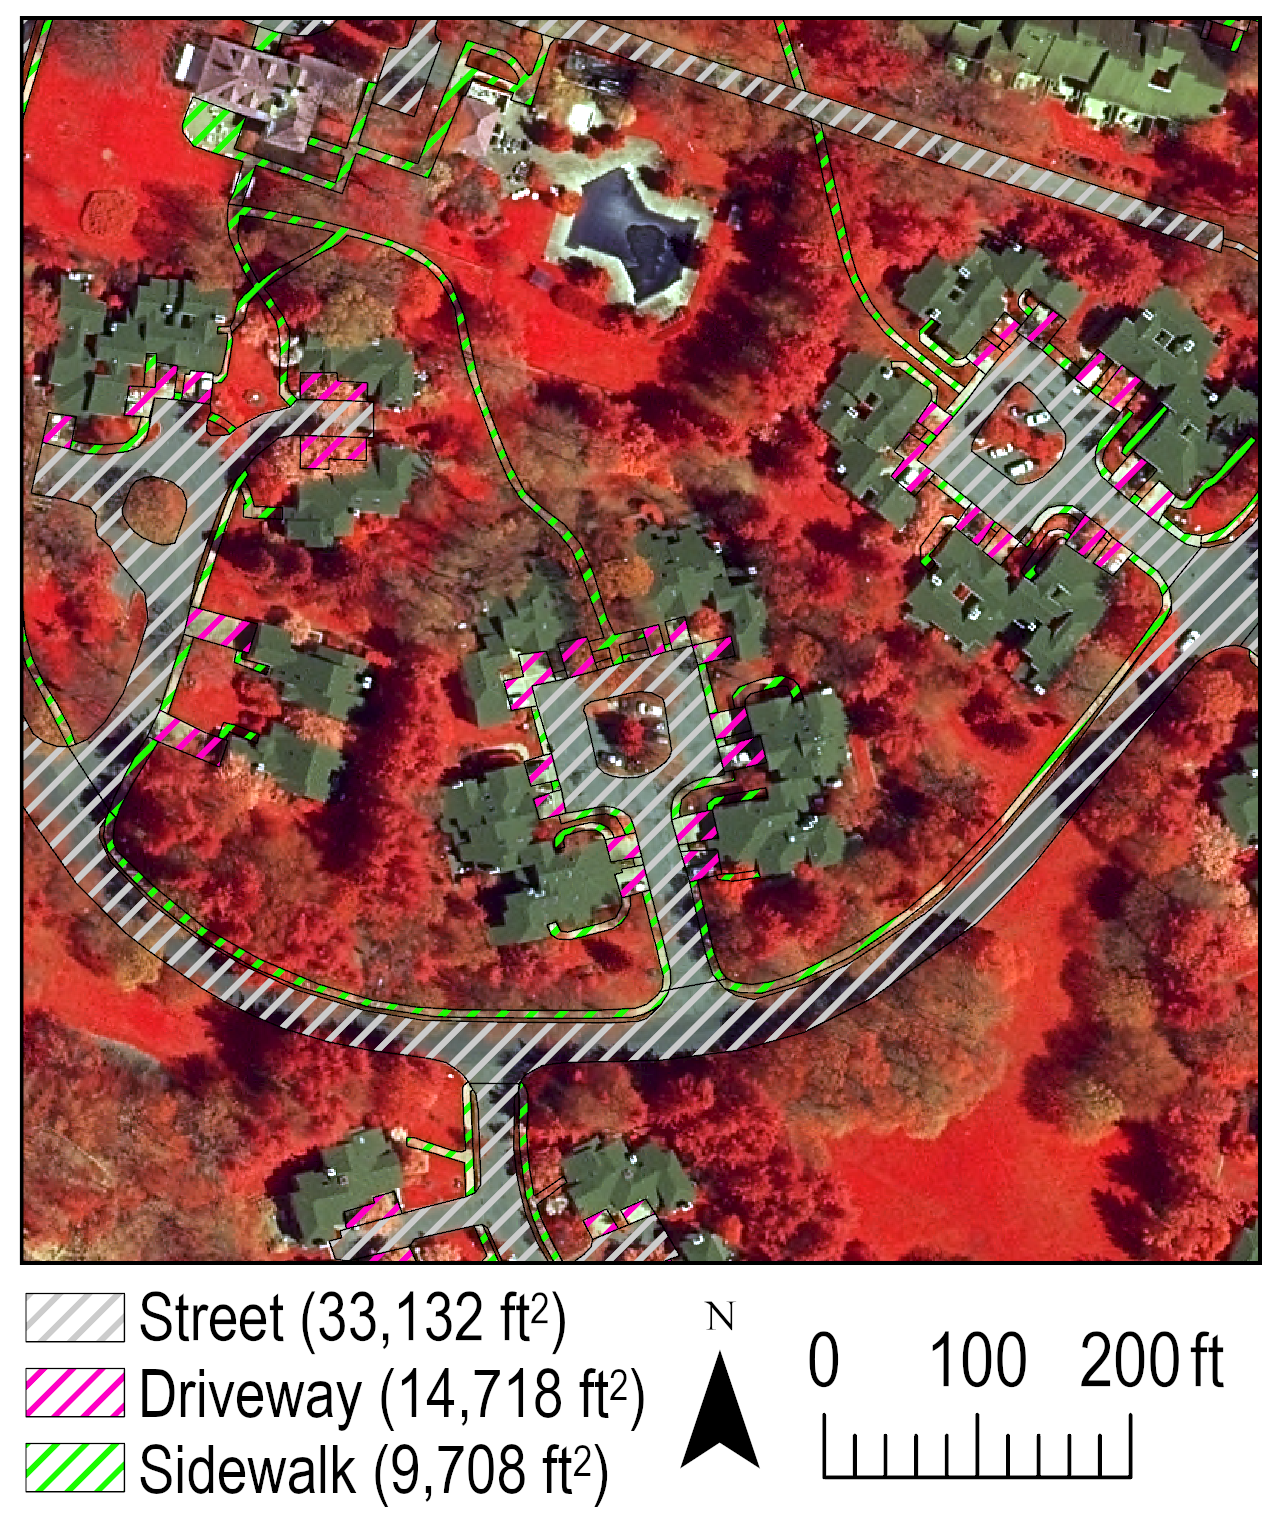 Street (33,132 ft²)
Driveway (14,718 ft²)
Sidewalk (9,708 ft²)
N
0 100 200 ft